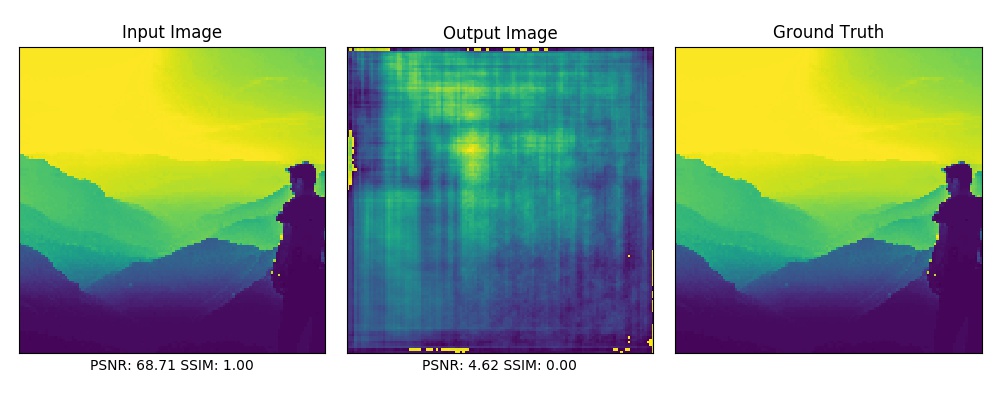 Input Image
Output Image
Ground Truth
PSNR: 68.71 SSIM: 1.00
PSNR: 4.62 SSIM: 0.00